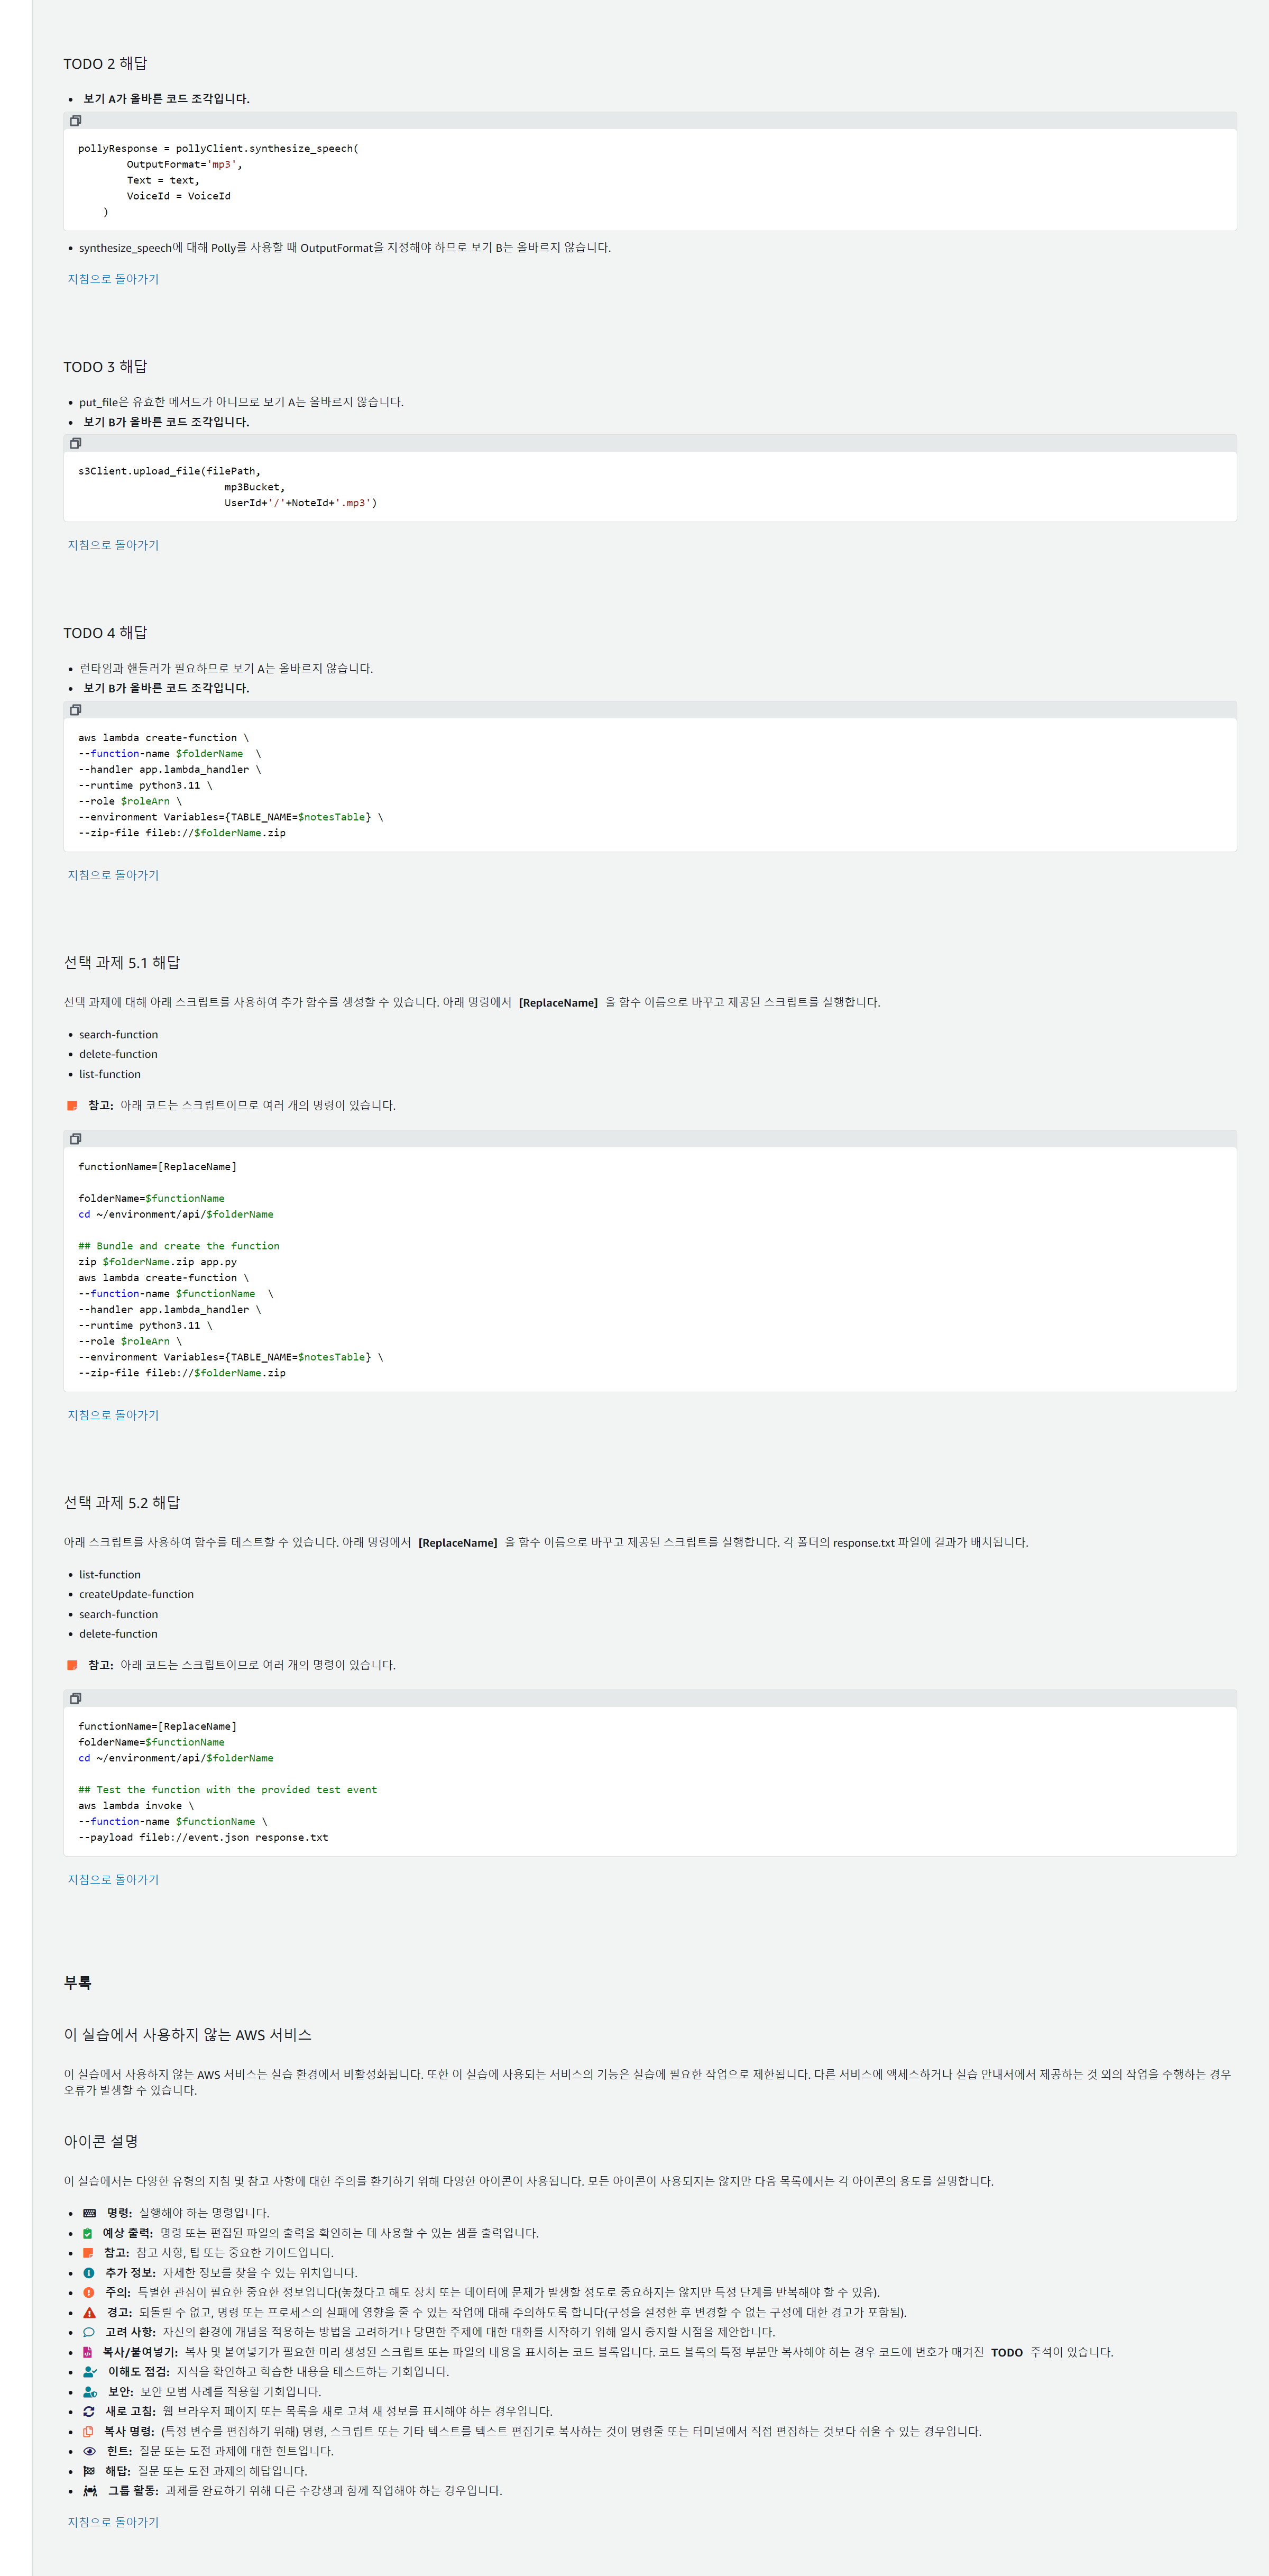 TODO 2 해답
보기 A가 올바른 코드 조각입니다.
pollyResponse = pollyClient.synthesize_speech(
        OutputFormat='mp3',
        Text = text,
        VoiceId = VoiceId
    )
synthesize_speech에 대해 Polly를 사용할 때 OutputFormat을 지정해야 하므로 보기 B는 올바르지 않습니다.
지침으로 돌아가기
TODO 3 해답
put_file은 유효한 메서드가 아니므로 보기 A는 올바르지 않습니다.
보기 B가 올바른 코드 조각입니다.
s3Client.upload_file(filePath,
                        mp3Bucket,
                        UserId+'/'+NoteId+'.mp3')
지침으로 돌아가기
TODO 4 해답
런타임과 핸들러가 필요하므로 보기 A는 올바르지 않습니다.
보기 B가 올바른 코드 조각입니다.
aws lambda create-function \
--function-name $folderName  \
--handler app.lambda_handler \
--runtime python3.11 \
--role $roleArn \
--environment Variables={TABLE_NAME=$notesTable} \
--zip-file fileb://$folderName.zip
지침으로 돌아가기
선택 과제 5.1 해답
선택 과제에 대해 아래 스크립트를 사용하여 추가 함수를 생성할 수 있습니다. 아래 명령에서 [ReplaceName] 을 함수 이름으로 바꾸고 제공된 스크립트를 실행합니다.
search-function
delete-function
list-function
참고: 아래 코드는 스크립트이므로 여러 개의 명령이 있습니다.
functionName=[ReplaceName]
folderName=$functionName
cd ~/environment/api/$folderName
## Bundle and create the function
zip $folderName.zip app.py
aws lambda create-function \
--function-name $functionName  \
--handler app.lambda_handler \
--runtime python3.11 \
--role $roleArn \
--environment Variables={TABLE_NAME=$notesTable} \
--zip-file fileb://$folderName.zip
지침으로 돌아가기
선택 과제 5.2 해답
아래 스크립트를 사용하여 함수를 테스트할 수 있습니다. 아래 명령에서 [ReplaceName] 을 함수 이름으로 바꾸고 제공된 스크립트를 실행합니다. 각 폴더의 response.txt 파일에 결과가 배치됩니다.
list-function
createUpdate-function
search-function
delete-function
참고: 아래 코드는 스크립트이므로 여러 개의 명령이 있습니다.
functionName=[ReplaceName]
folderName=$functionName
cd ~/environment/api/$folderName
## Test the function with the provided test event
aws lambda invoke \
--function-name $functionName \
--payload fileb://event.json response.txt
지침으로 돌아가기
부록
이 실습에서 사용하지 않는 AWS 서비스
이 실습에서 사용하지 않는 AWS 서비스는 실습 환경에서 비활성화됩니다. 또한 이 실습에 사용되는 서비스의 기능은 실습에 필요한 작업으로 제한됩니다. 다른 서비스에 액세스하거나 실습 안내서에서 제공하는 것 외의 작업을 수행하는 경우
오류가 발생할 수 있습니다.
아이콘 설명
이 실습에서는 다양한 유형의 지침 및 참고 사항에 대한 주의를 환기하기 위해 다양한 아이콘이 사용됩니다. 모든 아이콘이 사용되지는 않지만 다음 목록에서는 각 아이콘의 용도를 설명합니다.
명령: 실행해야 하는 명령입니다.
예상 출력: 명령 또는 편집된 파일의 출력을 확인하는 데 사용할 수 있는 샘플 출력입니다.
참고: 참고 사항, 팁 또는 중요한 가이드입니다.
추가 정보: 자세한 정보를 찾을 수 있는 위치입니다.
주의: 특별한 관심이 필요한 중요한 정보입니다(놓쳤다고 해도 장치 또는 데이터에 문제가 발생할 정도로 중요하지는 않지만 특정 단계를 반복해야 할 수 있음).
경고: 되돌릴 수 없고, 명령 또는 프로세스의 실패에 영향을 줄 수 있는 작업에 대해 주의하도록 합니다(구성을 설정한 후 변경할 수 없는 구성에 대한 경고가 포함됨).
고려 사항: 자신의 환경에 개념을 적용하는 방법을 고려하거나 당면한 주제에 대한 대화를 시작하기 위해 일시 중지할 시점을 제안합니다.
복사/붙여넣기: 복사 및 붙여넣기가 필요한 미리 생성된 스크립트 또는 파일의 내용을 표시하는 코드 블록입니다. 코드 블록의 특정 부분만 복사해야 하는 경우 코드에 번호가 매겨진 TODO 주석이 있습니다.
이해도 점검: 지식을 확인하고 학습한 내용을 테스트하는 기회입니다.
보안: 보안 모범 사례를 적용할 기회입니다.
새로 고침: 웹 브라우저 페이지 또는 목록을 새로 고쳐 새 정보를 표시해야 하는 경우입니다.
복사 명령: (특정 변수를 편집하기 위해) 명령, 스크립트 또는 기타 텍스트를 텍스트 편집기로 복사하는 것이 명령줄 또는 터미널에서 직접 편집하는 것보다 쉬울 수 있는 경우입니다.
힌트: 질문 또는 도전 과제에 대한 힌트입니다.
해답: 질문 또는 도전 과제의 해답입니다.
그룹 활동: 과제를 완료하기 위해 다른 수강생과 함께 작업해야 하는 경우입니다.
지침으로 돌아가기